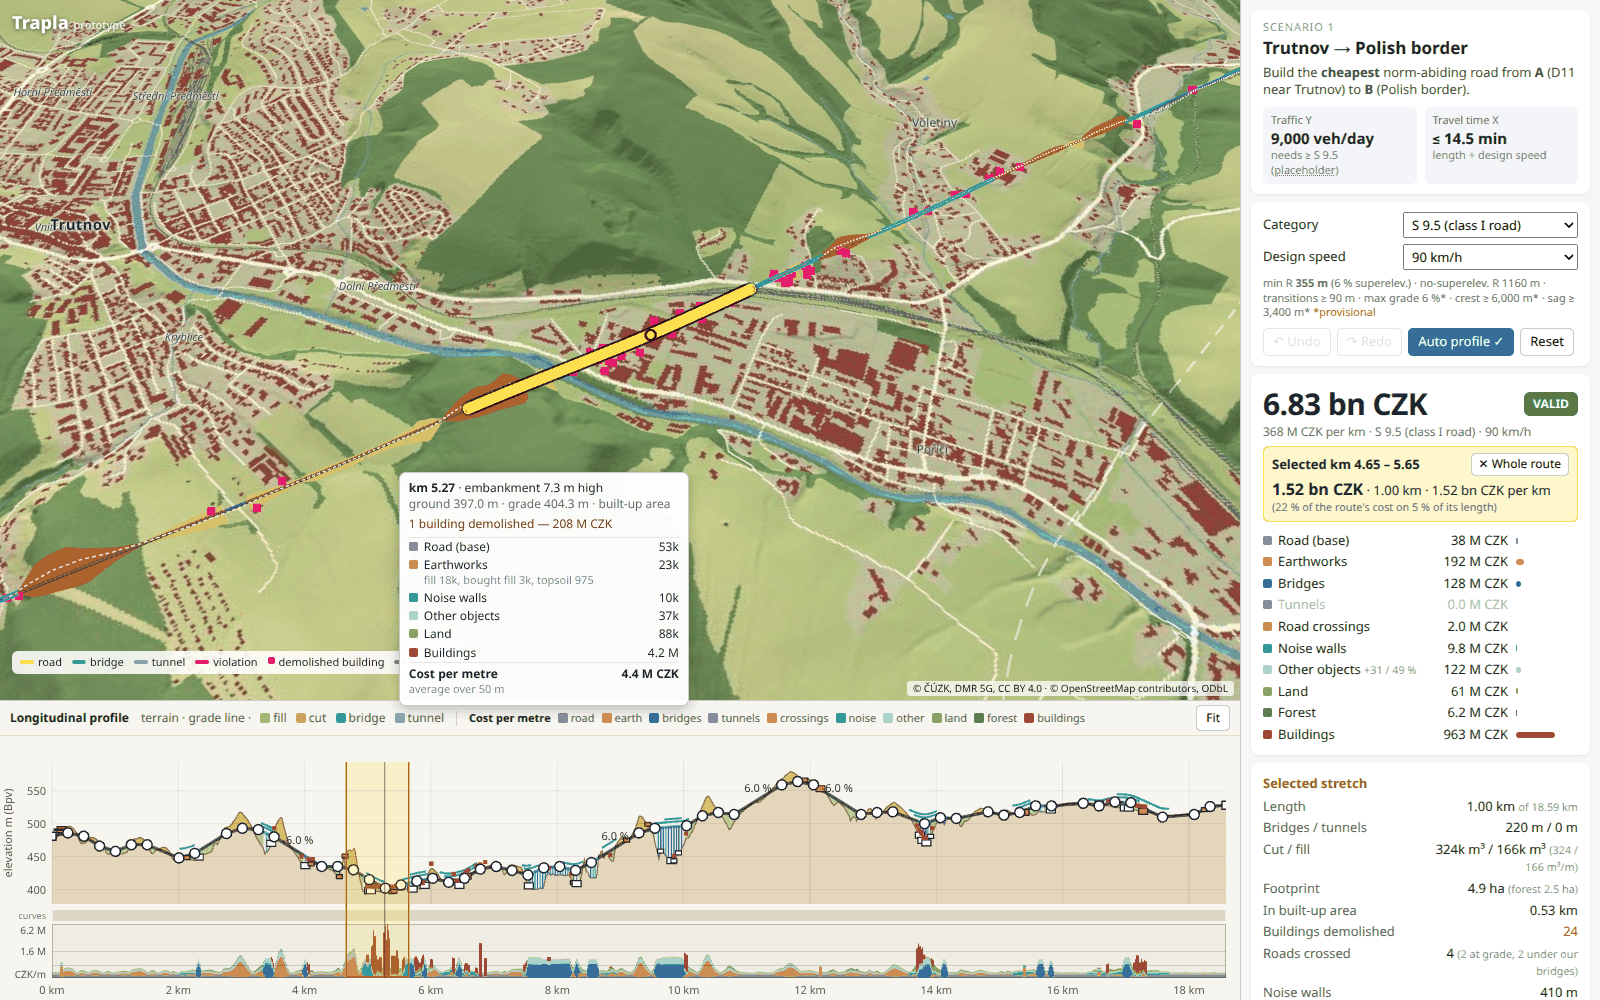 Trapla prototype
Horní Předměstí
Střední Předměstí
Trutnov
Dolní Předměstí
Kryblice
Voletiny
Poříčí
km 5.27 · embankment 7.3 m high
ground 397.0 m · grade 404.3 m · built-up area
1 building demolished — 208 M CZK
Road (base) 53k
Earthworks 23k
fill 18k, bought fill 3k, topsoil 975
Noise walls 10k
Other objects 37k
Land 88k
Buildings 4.2 M
Cost per metre 4.4 M CZK
average over 50 m
road bridge tunnel violation demolished building
© ČÚZK, DMR 5G, CC BY 4.0 · © OpenStreetMap contributors, ODbL
Longitudinal profile terrain · grade line · fill cut bridge tunnel Cost per metre road earth bridges tunnels crossings noise other land forest buildings Fit
elevation m (Bpv)
550
500
450
400
6.0 %
6.0 %
6.0 %
6.0 %
curves
6.2 M
1.6 M
CZK/m
0 km 2 km 4 km 6 km 8 km 10 km 12 km 14 km 16 km 18 km
SCENARIO 1
Trutnov → Polish border
Build the cheapest norm-abiding road from A (D11
near Trutnov) to B (Polish border).
Traffic Y
9,000 veh/day
needs ≥ S 9.5
(placeholder)
Travel time X
≤ 14.5 min
length ÷ design speed
Category S 9.5 (class I road)
Design speed 90 km/h
min R 355 m (6 % superelev.) · no-superelev. R 1160 m ·
transitions ≥ 90 m · max grade 6 %* · crest ≥ 6,000 m* · sag ≥
3,400 m* *provisional
↶ Undo ↷ Redo Auto profile ✓ Reset
6.83 bn CZK VALID
368 M CZK per km · S 9.5 (class I road) · 90 km/h
Selected km 4.65 – 5.65 ✕ Whole route
1.52 bn CZK · 1.00 km · 1.52 bn CZK per km
(22 % of the route's cost on 5 % of its length)
Road (base) 38 M CZK
Earthworks 192 M CZK
Bridges 128 M CZK
Tunnels 0.0 M CZK
Road crossings 2.0 M CZK
Noise walls 9.8 M CZK
Other objects +31 / 49 % 122 M CZK
Land 61 M CZK
Forest 6.2 M CZK
Buildings 963 M CZK
Selected stretch
Length 1.00 km of 18.59 km
Bridges / tunnels 220 m / 0 m
Cut / fill 324k m³ / 166k m³ (324 /
166 m³/m)
Footprint 4.9 ha (forest 2.5 ha)
In built-up area 0.53 km
Buildings demolished 24
Roads crossed 4 (2 at grade, 2 under our
bridges)
Noise walls 410 m